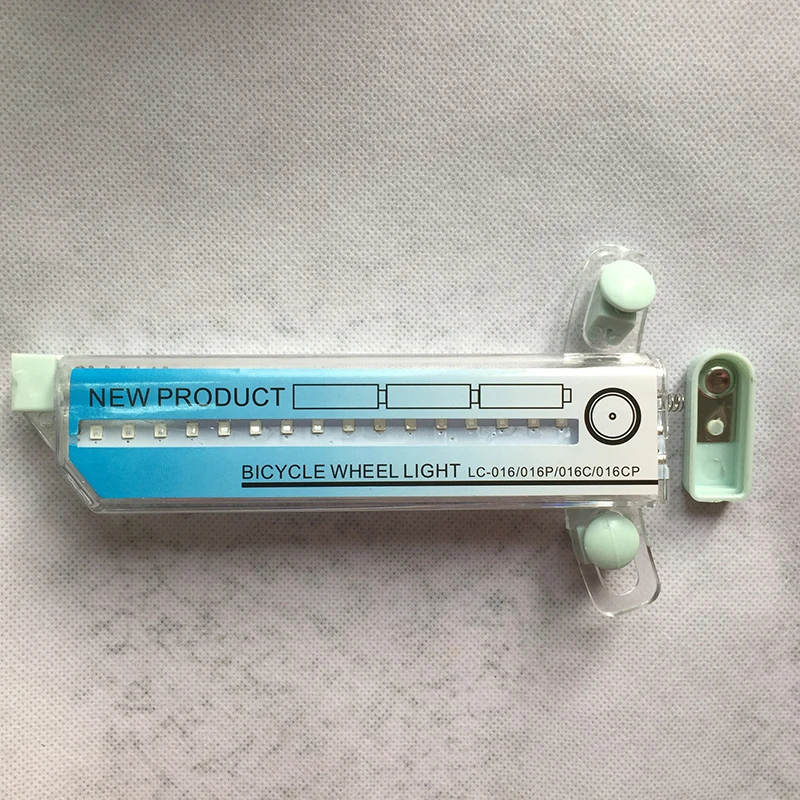 NEW PRODUCT
BICYCLE WHEEL LIGHT LC-016/016P/016C/016CP